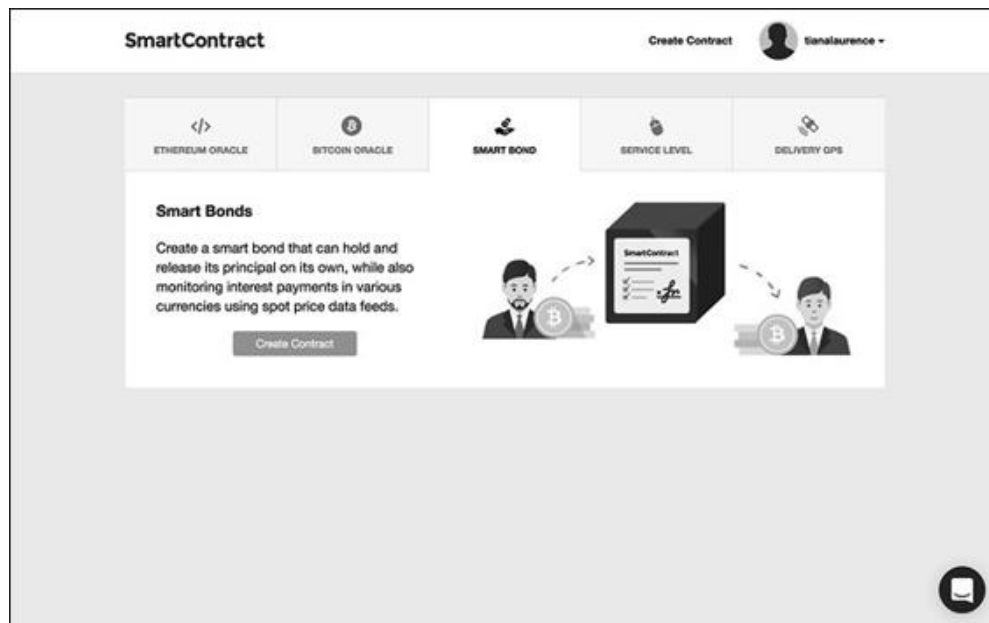 SmartContract
Create Contract
tianalaurence
ETHEREUM ORACLE
BITCOIN ORACLE
SMART BOND
SERVICE LEVEL
DELIVERY GPS
Smart Bonds
Create a smart bond that can hold and
release its principal on its own, while also
monitoring interest payments in various
currencies using spot price data feeds.
Create Contract
SmartContract